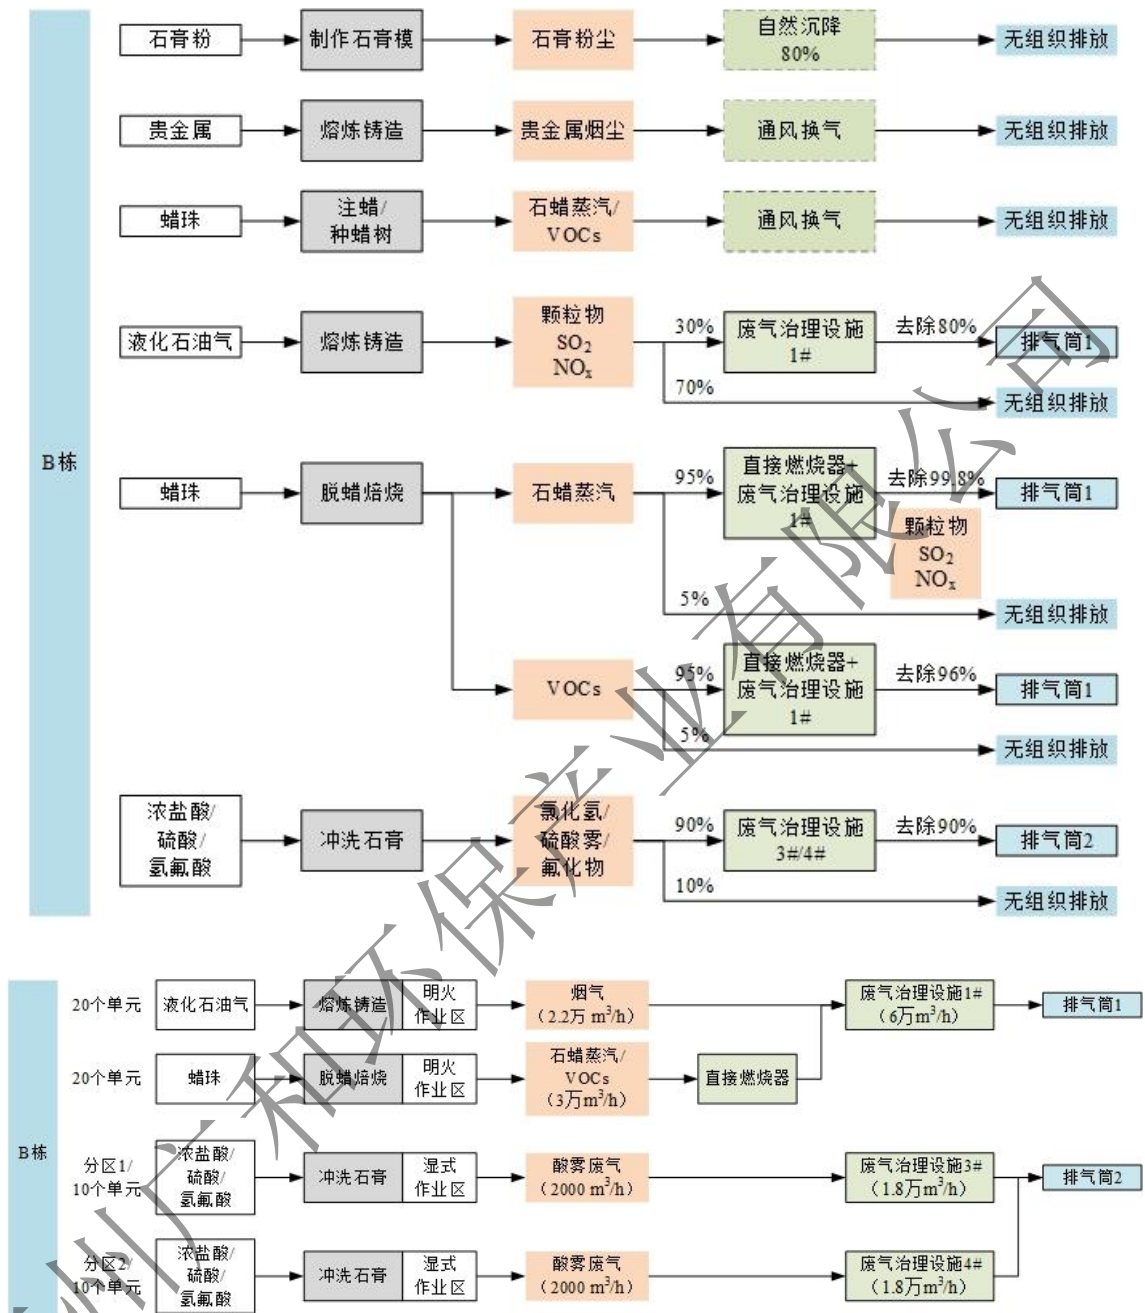 石膏粉
制作石膏模
石膏粉尘
自然沉降
80%
无组织排放
贵金属
熔炼铸造
贵金属烟尘
通风换气
无组织排放
蜡珠
注蜡/
种蜡树
石蜡蒸汽/
VOCs
通风换气
无组织排放
液化石油气
熔炼铸造
颗粒物
SO₂
NOₓ
30%
废气治理设施
1#
去除80%
排气筒1
70%
无组织排放
B栋
蜡珠
脱蜡焙烧
石蜡蒸汽
95%
直接燃烧器+
废气治理设施
1#
去除99.8%
排气筒1
颗粒物
SO₂
NOₓ
5%
无组织排放
VOCs
95%
直接燃烧器+
废气治理设施
1#
去除96%
排气筒1
5%
无组织排放
浓盐酸/
硫酸/
氢氟酸
冲洗石膏
氯化氢/
硫酸雾/
氟化物
90%
废气治理设施
3#/4#
去除90%
排气筒2
10%
无组织排放
B栋
20个单元
液化石油气
熔炼铸造
明火
作业区
烟气
（2.2万 m³/h）
废气治理设施1#
（6万m³/h）
排气筒1
20个单元
蜡珠
脱蜡焙烧
明火
作业区
石蜡蒸汽/
VOCs
（3万m³/h）
直接燃烧器
分区1/
10个单元
浓盐酸/
硫酸/
氢氟酸
冲洗石膏
湿式
作业区
酸雾废气
（2000 m³/h）
废气治理设施3#
（1.8万m³/h）
排气筒2
分区2/
10个单元
浓盐酸/
硫酸/
氢氟酸
冲洗石膏
湿式
作业区
酸雾废气
（2000 m³/h）
废气治理设施4#
（1.8万m³/h）
州广和环保产业有限公司